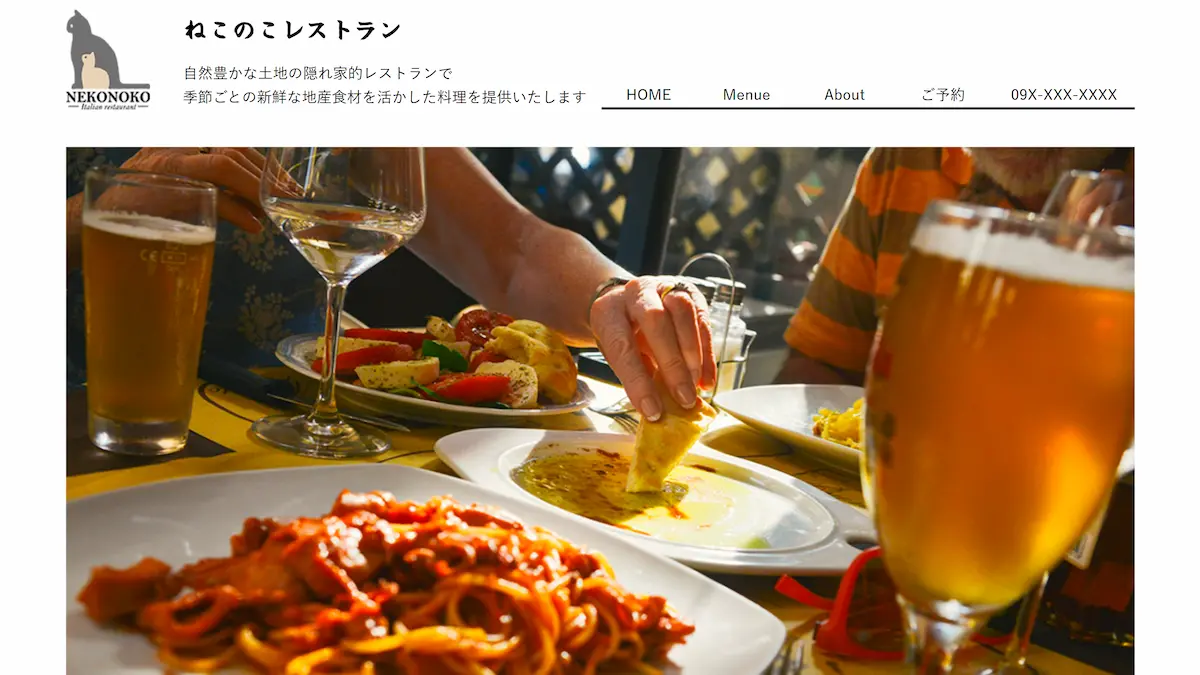 ねこのこレストラン
自然豊かな土地の隠れ家的レストランで
季節ごとの新鮮な地産食材を活かした料理を提供いたします
NEKONOKO
Italian restaurant
HOME
Menue
About
ご予約
09X-XXX-XXXX
CE